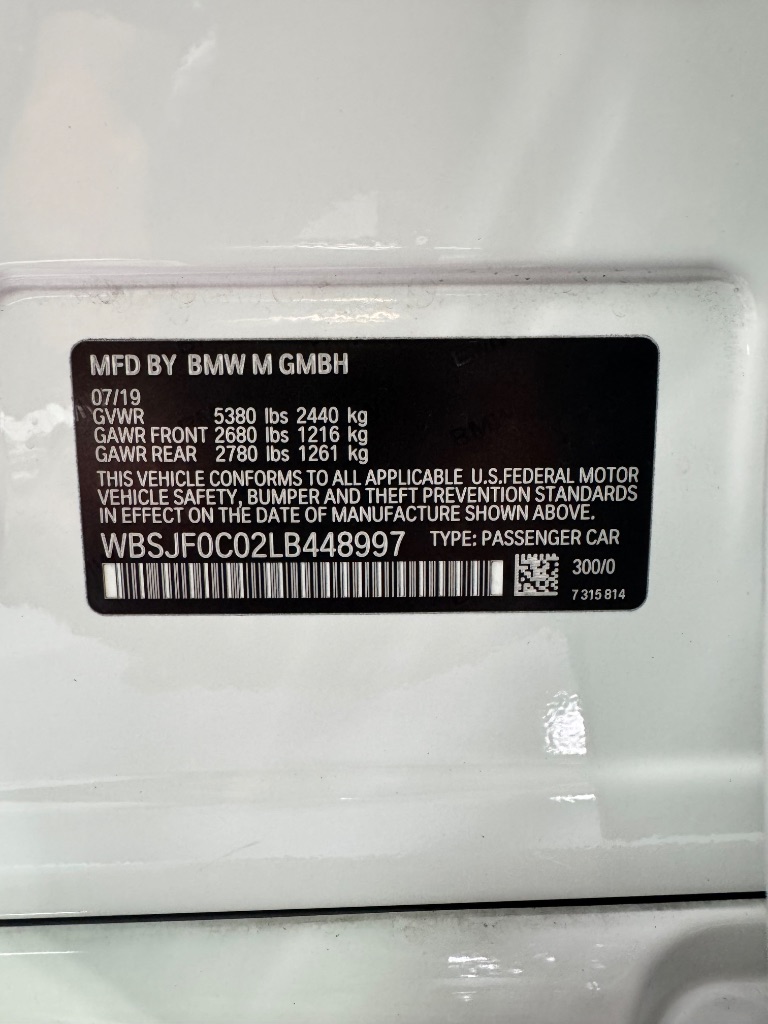 MFD BY BMW M GMBH
07/19
GVWR 5380 lbs 2440 kg
GAWR FRONT 2680 lbs 1216 kg
GAWR REAR 2780 lbs 1261 kg
THIS VEHICLE CONFORMS TO ALL APPLICABLE U.S.FEDERAL MOTOR
VEHICLE SAFETY, BUMPER AND THEFT PREVENTION STANDARDS
IN EFFECT ON THE DATE OF MANUFACTURE SHOWN ABOVE.
WBSJF0C02LB448997 TYPE: PASSENGER CAR
300/0
7 315 814